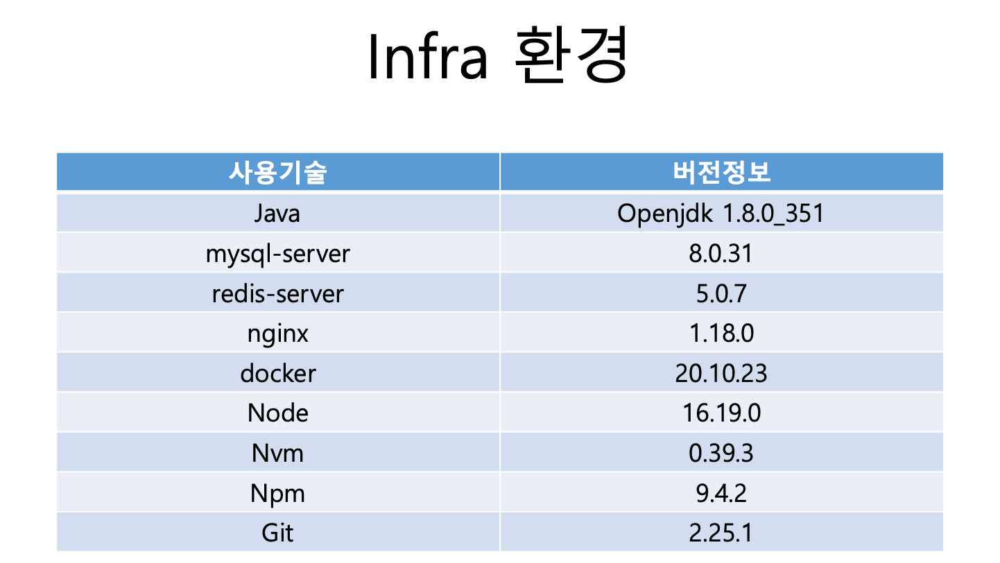 Infra 환경
사용기술 버전정보
Java Openjdk 1.8.0_351
mysql-server 8.0.31
redis-server 5.0.7
nginx 1.18.0
docker 20.10.23
Node 16.19.0
Nvm 0.39.3
Npm 9.4.2
Git 2.25.1